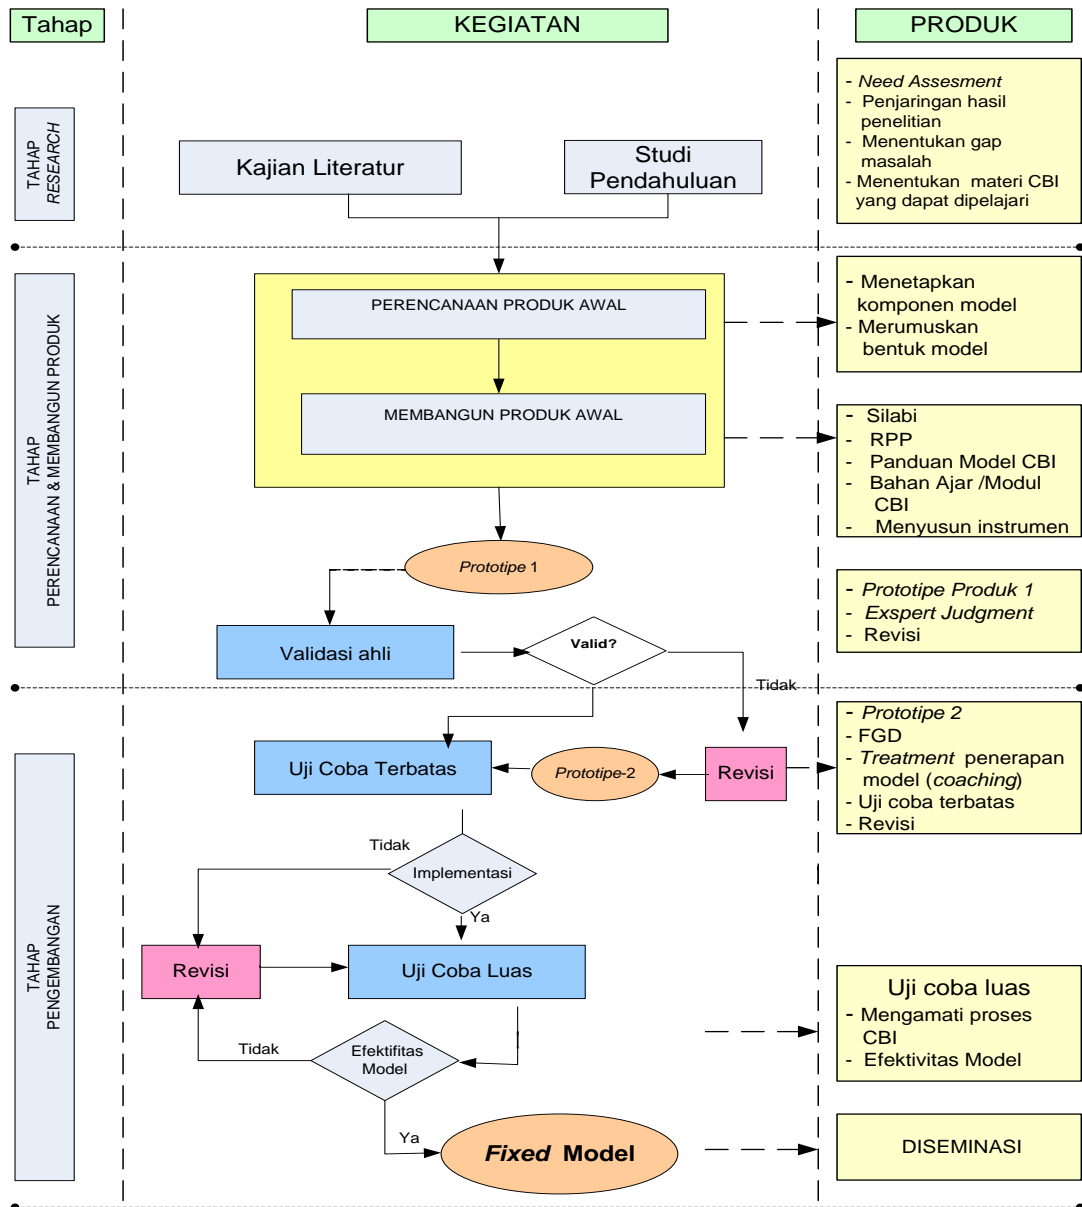 Tahap
KEGIATAN
PRODUK
TAHAP
RESEARCH
Kajian Literatur
Studi
Pendahuluan
- Need Assesment
- Penjaringan hasil
penelitian
- Menentukan gap
masalah
- Menentukan materi CBI
yang dapat dipelajari
TAHAP
PERENCANAAN & MEMBANGUN PRODUK
PERENCANAAN PRODUK AWAL
MEMBANGUN PRODUK AWAL
- Menetapkan
komponen model
- Merumuskan
bentuk model
- Silabi
- RPP
- Panduan Model CBI
- Bahan Ajar /Modul
CBI
- Menyusun instrumen
Prototipe 1
Validasi ahli
Valid?
Tidak
- Prototipe Produk 1
- Exspert Judgment
- Revisi
TAHAP
PENGEMBANGAN
Uji Coba Terbatas
Prototipe-2
Revisi
- Prototipe 2
- FGD
- Treatment penerapan
model (coaching)
- Uji coba terbatas
- Revisi
Tidak
Implementasi
Ya
Revisi
Uji Coba Luas
Tidak
Efektifitas
Model
Ya
Uji coba luas
- Mengamati proses
CBI
- Efektivitas Model
Fixed Model
DISEMINASI